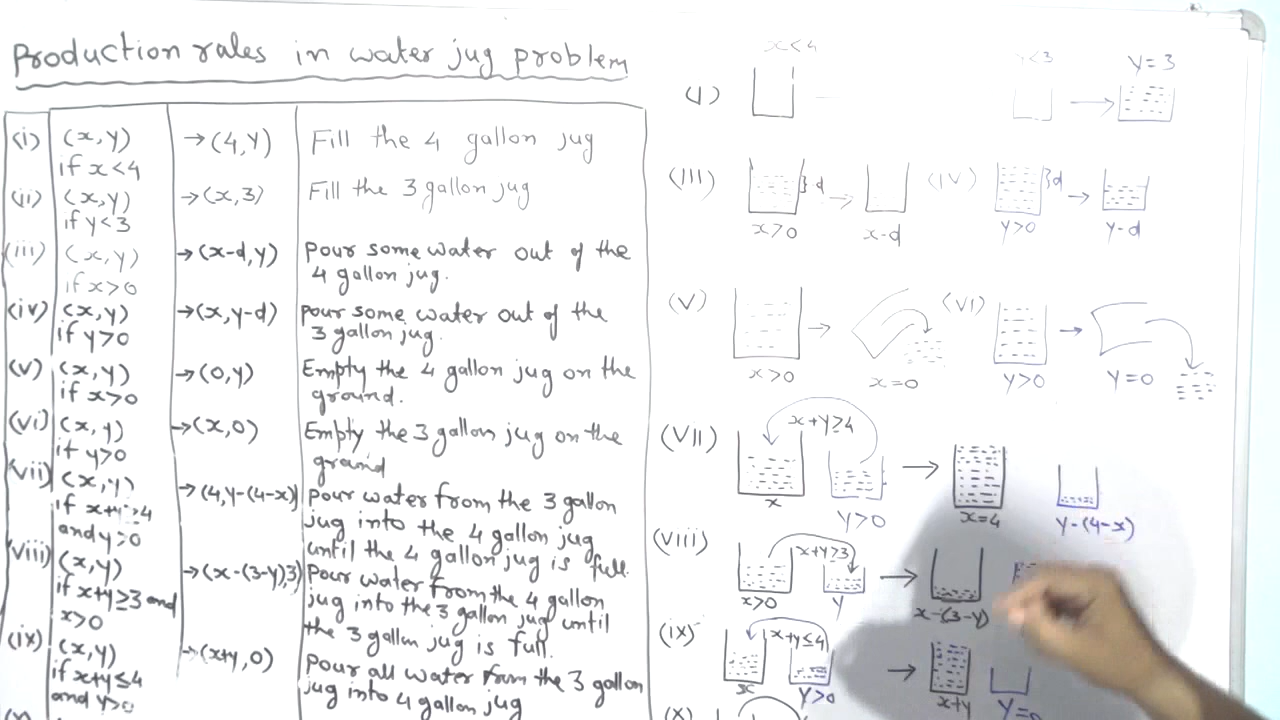 Production rules in water jug problem
(i) (x,y) → (4,y) Fill the 4 gallon jug
if x<4
(ii) (x,y) → (x,3) Fill the 3 gallon jug
if y<3
(iii) (x,y) → (x-d,y) Pour some water out of the
if x>0 4 gallon jug.
(iv) (x,y) → (x,y-d) pour some water out of the
if y>0 3 gallon jug.
(v) (x,y) → (0,y) Empty the 4 gallon jug on the
if x>0 ground.
(vi) (x,y) → (x,0) Empty the 3 gallon jug on the
if y>0 ground
(vii) (x,y) → (4,y-(4-x)) Pour water from the 3 gallon
if x+y≥4 jug into the 4 gallon jug
and y>0 until the 4 gallon jug is full.
(viii) (x,y) → (x-(3-y),3) Pour water from the 4 gallon
if x+y≥3 and jug into the 3 gallon jug until
x>0 the 3 gallon jug is full.
(ix) (x,y) → (x+y,0) Pour all water from the 3 gallon
if x+y≤4 jug into 4 gallon jug
and y>0
(x)
x<4 <3 y=3
(I) →
(III) }d → (IV) }d →
x>0 x-d y>0 y-d
(V) → (VI) →
x>0 x=0 y>0 y=0
(VII) x+y≥4 →
x y>0 x=4 y-(4-x)
(VIII) x+y≥3 →
x>0 y x-(3-y)
(ix) x+y≤4 →
x y>0 x+y y=0
(x)